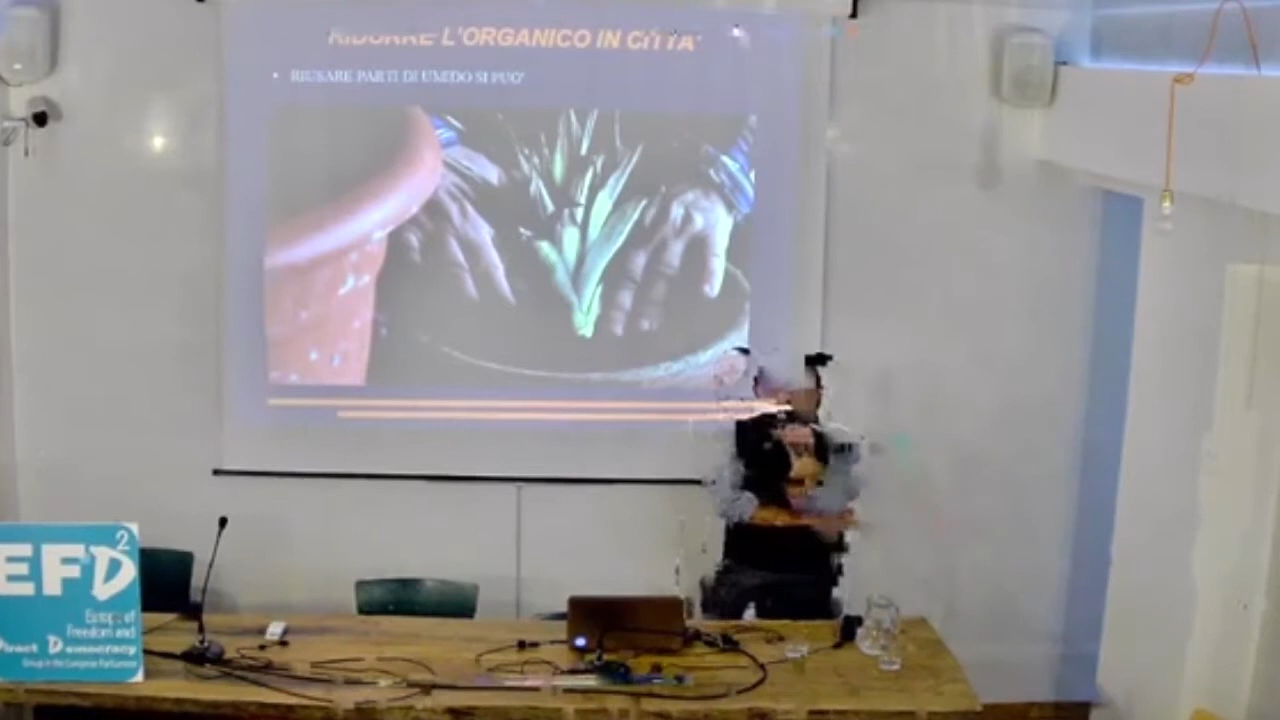 RIDURRE L'ORGANICO IN CITTA'
• RIUSARE PARTI DI UMIDO SI PUO'
EFD²
Europe of
Freedom and
Direct Democracy
Group in the European Parliament